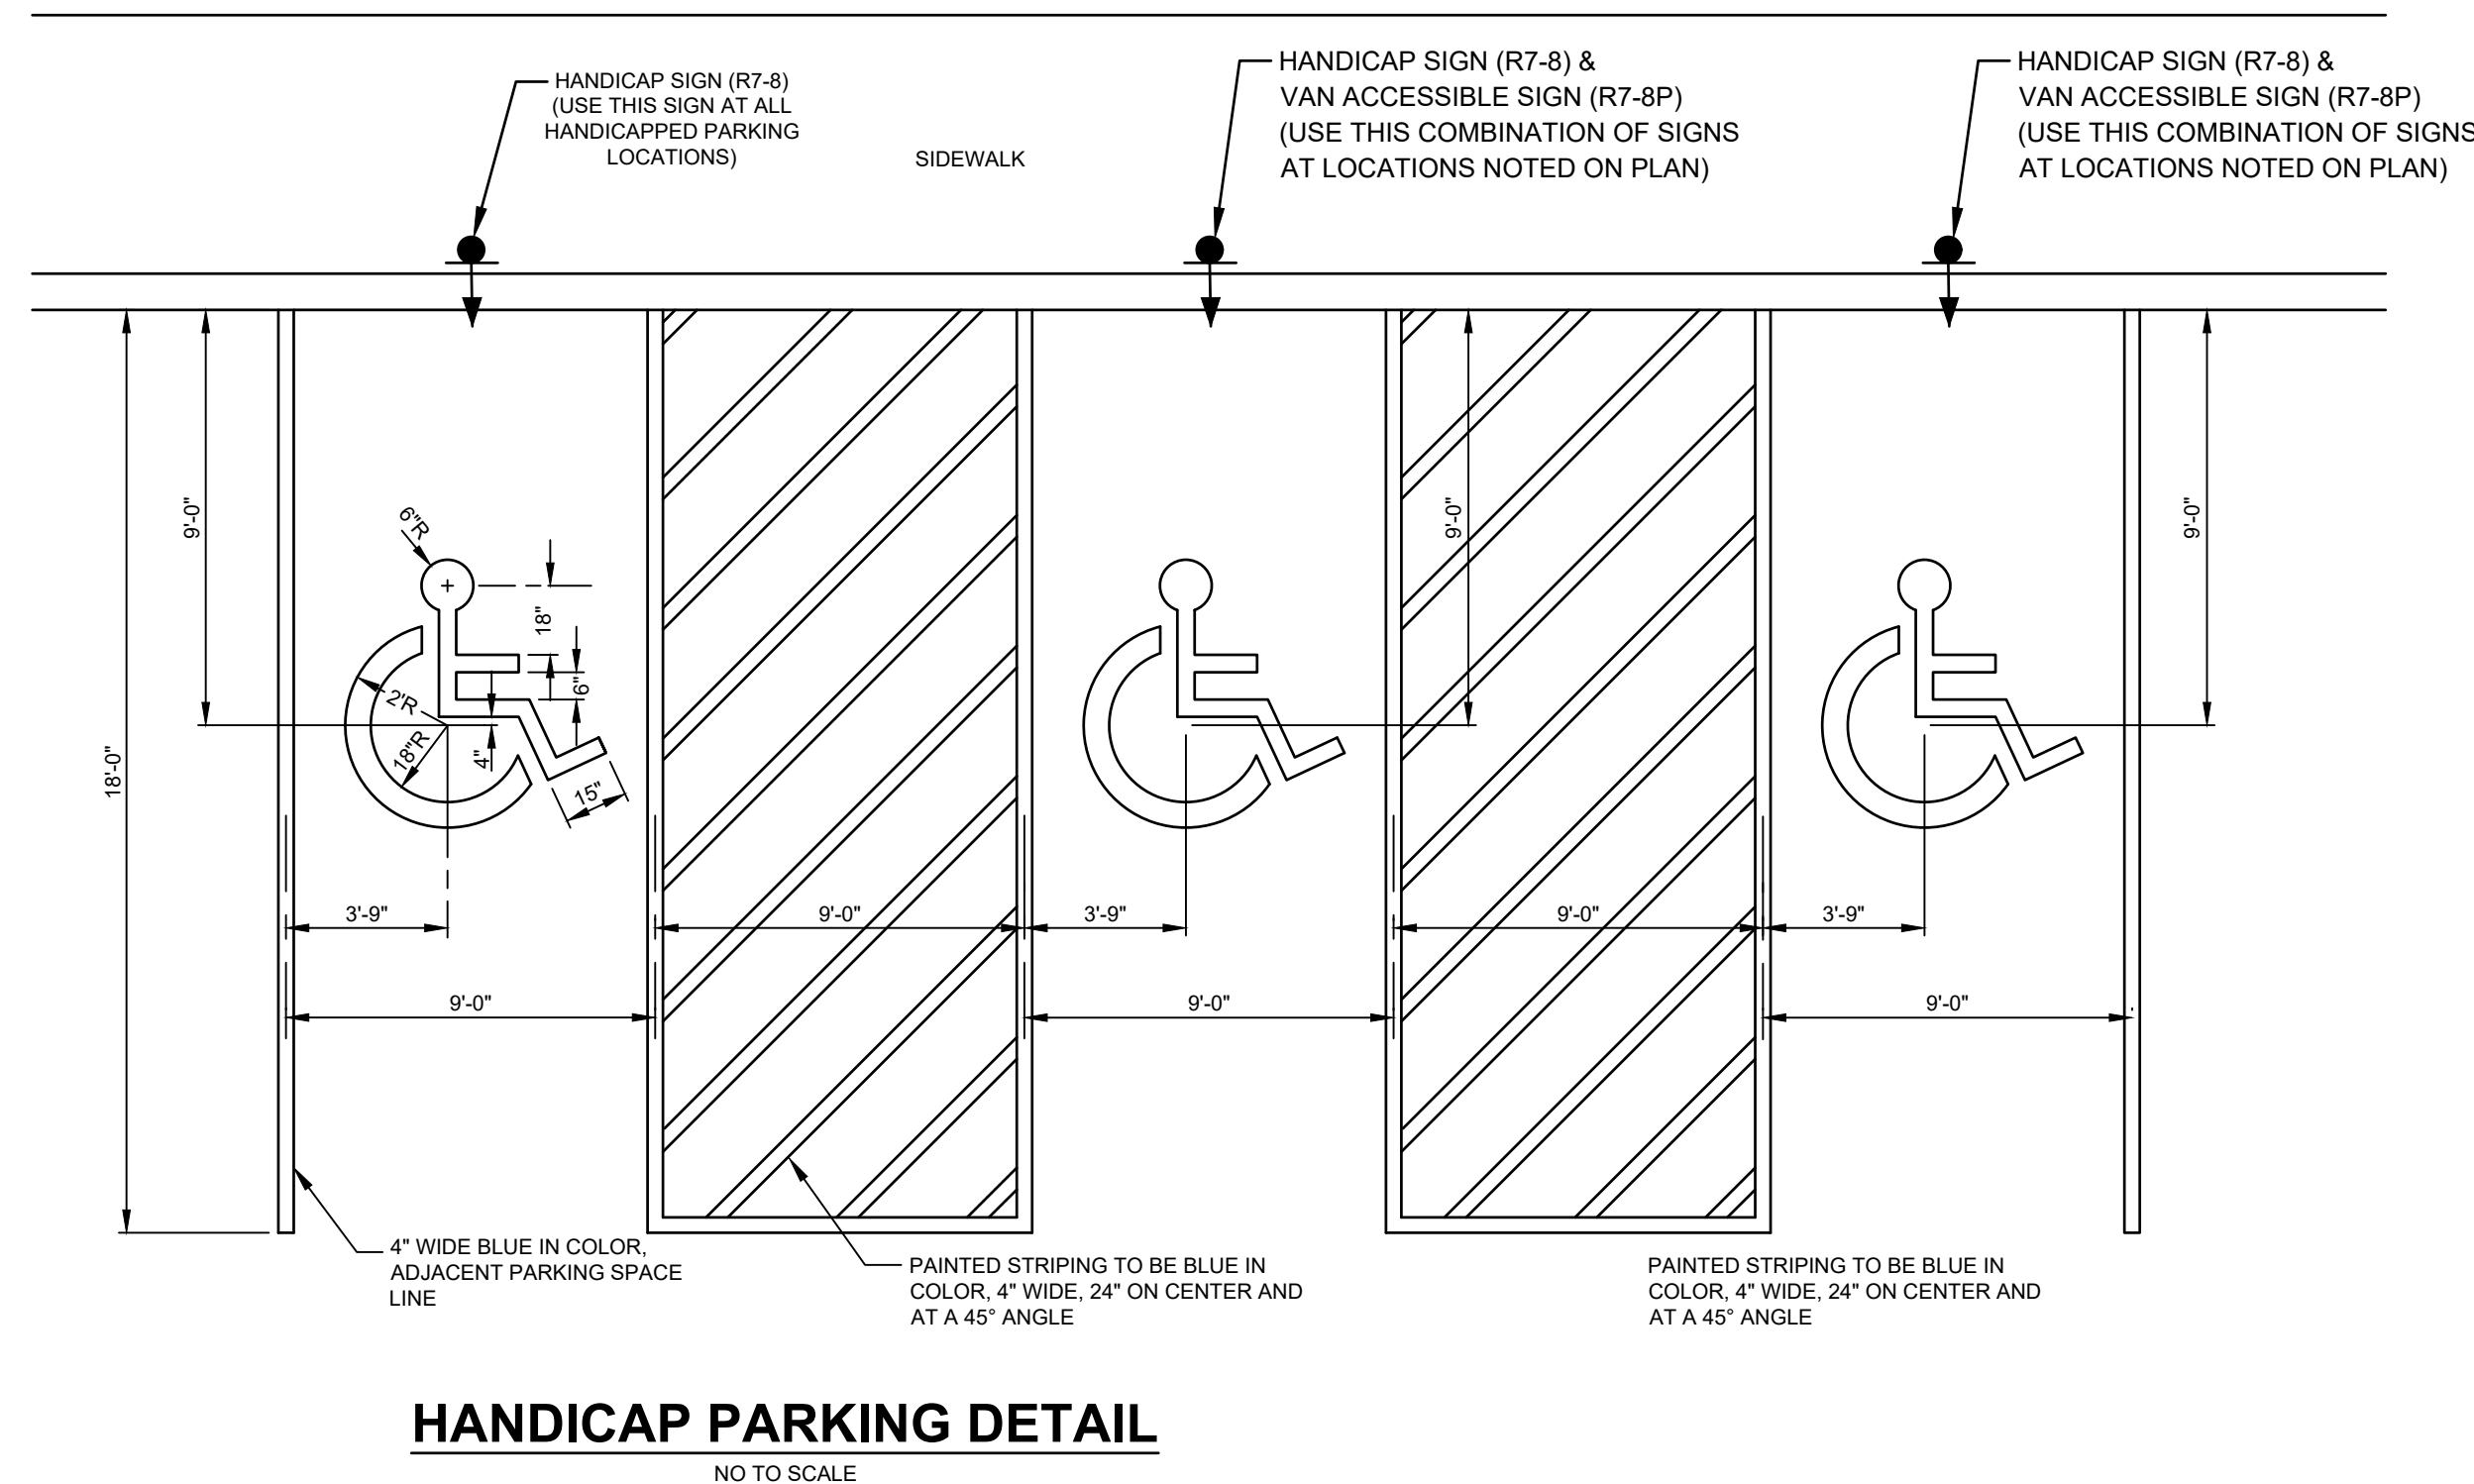 HANDICAP SIGN (R7-8)
(USE THIS SIGN AT ALL
HANDICAPPED PARKING
LOCATIONS)
SIDEWALK
HANDICAP SIGN (R7-8) &
VAN ACCESSIBLE SIGN (R7-8P)
(USE THIS COMBINATION OF SIGNS
AT LOCATIONS NOTED ON PLAN)
HANDICAP SIGN (R7-8) &
VAN ACCESSIBLE SIGN (R7-8P)
(USE THIS COMBINATION OF SIGNS
AT LOCATIONS NOTED ON PLAN)
18'-0"
9'-0"
6"R
18"
6"
2'R
18"R
4"
15"
9'-0"
9'-0"
3'-9"
9'-0"
3'-9"
9'-0"
3'-9"
9'-0"
9'-0"
9'-0"
4" WIDE BLUE IN COLOR,
ADJACENT PARKING SPACE
LINE
PAINTED STRIPING TO BE BLUE IN
COLOR, 4" WIDE, 24" ON CENTER AND
AT A 45° ANGLE
PAINTED STRIPING TO BE BLUE IN
COLOR, 4" WIDE, 24" ON CENTER AND
AT A 45° ANGLE
HANDICAP PARKING DETAIL
NO TO SCALE